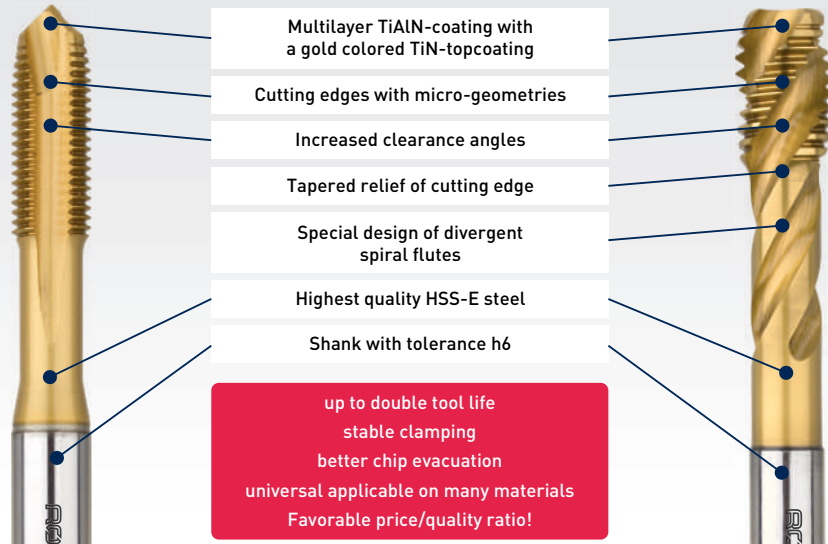 Multilayer TiAlN-coating with
a gold colored TiN-topcoating
Cutting edges with micro-geometries
Increased clearance angles
Tapered relief of cutting edge
Special design of divergent
spiral flutes
Highest quality HSS-E steel
Shank with tolerance h6
up to double tool life
stable clamping
better chip evacuation
universal applicable on many materials
Favorable price/quality ratio!